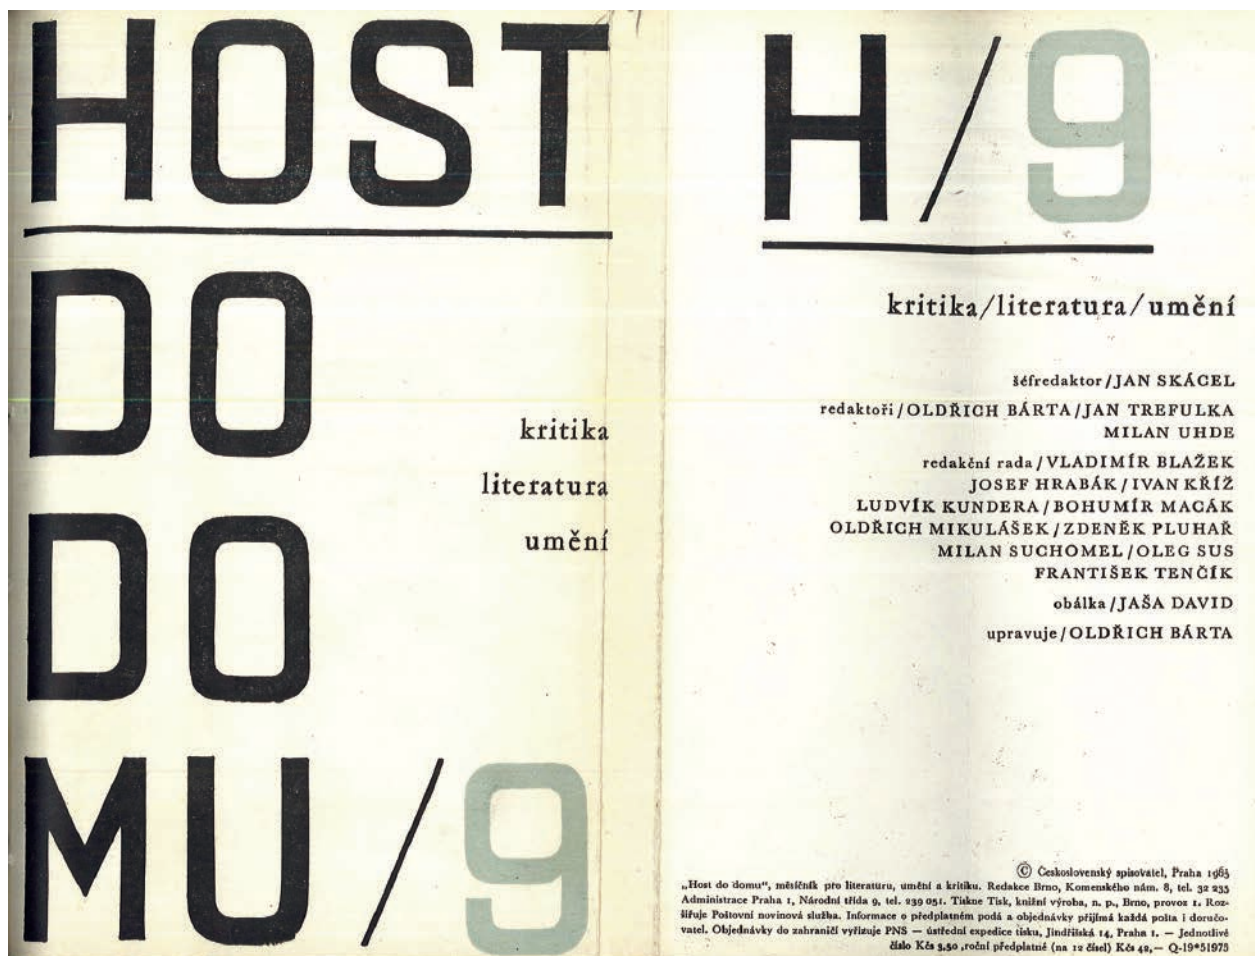 HOST
DO
DO
MU/9
kritika
literatura
umění
H/9
kritika/literatura/umění
šéfredaktor/JAN SKÁCEL
redaktoři/OLDŘICH BÁRTA/JAN TREFULKA
MILAN UHDE
redakční rada/VLADIMÍR BLAŽEK
JOSEF HRABÁK/IVAN KŘÍŽ
LUDVÍK KUNDERA/BOHUMÍR MACÁK
OLDŘICH MIKULÁŠEK/ZDENĚK PLUHAŘ
MILAN SUCHOMEL/OLEG SUS
FRANTIŠEK TENČÍK
obálka/JAŠA DAVID
upravuje/OLDŘICH BÁRTA
© Československý spisovatel, Praha
„Host do domu“, měsíčník pro literaturu, umění a kritiku. Redakce Brno, Komenského nám. 8, tel. 32 235
Administrace Praha 1, Národní třída 9, tel. 239 051. Tiskne Tisk, knižní výroba, n. p., Brno, provoz 1. Roz-
šiřuje Poštovní novinová služba. Informace o předplatném podá a objednávky přijímá každá pošta i doručo-
vatel. Objednávky do zahraničí vyřizuje PNS — ústřední expedice tisku, Jindřišská 14, Praha 1. — Jednotlivé
číslo Kčs 3,50 ,roční předplatné (na 12 čísel) Kčs 42,— Q-19*51975